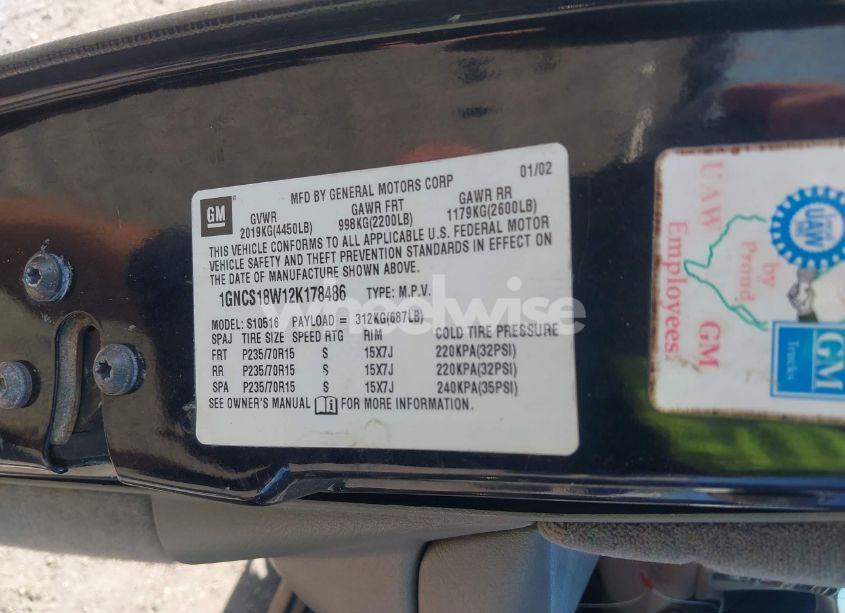 GM
MFD BY GENERAL MOTORS CORP
01/02
GVWR GAWR FRT GAWR RR
2019KG(4450LB) 998KG(2200LB) 1179KG(2600LB)
THIS VEHICLE CONFORMS TO ALL APPLICABLE U.S. FEDERAL MOTOR
VEHICLE SAFETY AND THEFT PREVENTION STANDARDS IN EFFECT ON
THE DATE OF MANUFACTURE SHOWN ABOVE.
1GNCS18W12K178486 TYPE: M.P.V.
MODEL: S10516 PAYLOAD = 312KG(687LB)
SPAJ TIRE SIZE SPEED RTG RIM COLD TIRE PRESSURE
FRT P235/70R15 S 15X7J 220KPA(32PSI)
RR P235/70R15 S 15X7J 220KPA(32PSI)
SPA P235/70R15 S 15X7J 240KPA(35PSI)
SEE OWNER'S MANUAL FOR MORE INFORMATION.
wheelwise
by
Proud
UAW GM
Employees
UAW
GM
Trucks